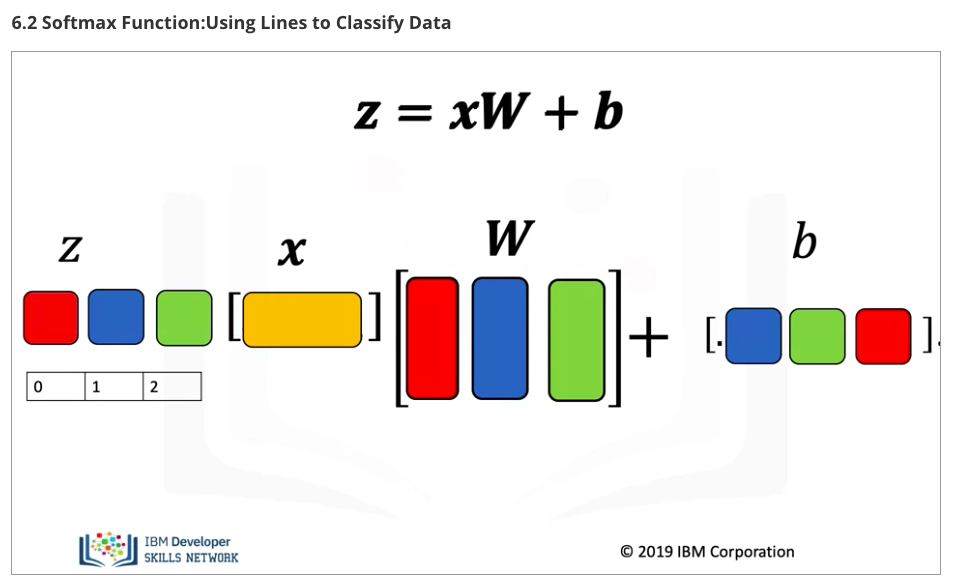 6.2 Softmax Function:Using Lines to Classify Data
z = xW + b
z x W b
[ ] [ ] + [. ].
0 1 2
IBM Developer
SKILLS NETWORK
© 2019 IBM Corporation